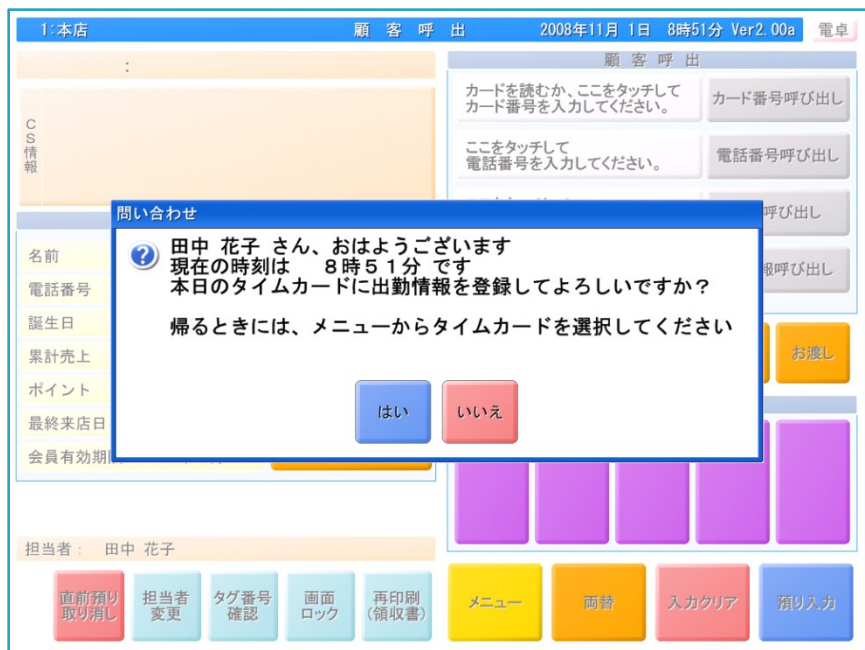 1:本店
顧 客 呼 出
2008年11月 1日 8時51分 Ver2.00a
電卓
:
CS情報
顧 客 呼 出
カードを読むか、ここをタッチして
カード番号を入力してください。
カード番号呼び出し
ここをタッチして
電話番号を入力してください。
電話番号呼び出し
呼び出し
報呼び出し
問い合わせ
田中 花子 さん、おはようございます
現在の時刻は 8時51分 です
本日のタイムカードに出勤情報を登録してよろしいですか?
帰るときには、メニューからタイムカードを選択してください
はい
いいえ
名前
電話番号
誕生日
累計売上
ポイント
最終来店日
会員有効期
お渡し
担当者: 田中 花子
直前預り
取り消し
担当者
変更
タグ番号
確認
画面
ロック
再印刷
(領収書)
メニュー
両替
入力クリア
預り入力